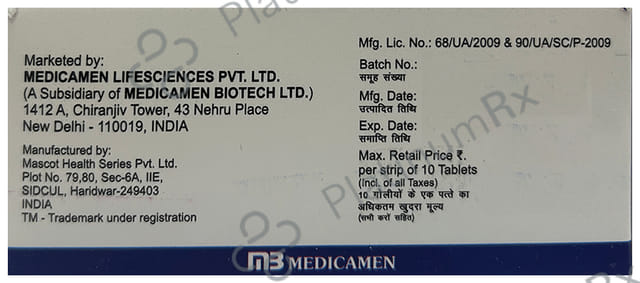 Marketed by:
MEDICAMEN LIFESCIENCES PVT. LTD.
(A Subsidiary of MEDICAMEN BIOTECH LTD.)
1412 A, Chiranjiv Tower, 43 Nehru Place
New Delhi - 110019, INDIA
Manufactured by:
Mascot Health Series Pvt. Ltd.
Plot No. 79,80, Sec-6A, IIE,
SIDCUL, Haridwar-249403
INDIA
TM - Trademark under registration
Mfg. Lic. No.: 68/UA/2009 & 90/UA/SC/P-2009
Batch No.:
समूह संख्या
Mfg. Date:
उत्पादित तिथि
Exp. Date:
समाप्ति तिथि
Max. Retail Price ₹.
per strip of 10 Tablets
(Incl. of all Taxes)
10 गोलीयों के एक पत्ते का
अधिकतम खुदरा मूल्य
(सभी करों सहित)
MB MEDICAMEN
PlatinumRx